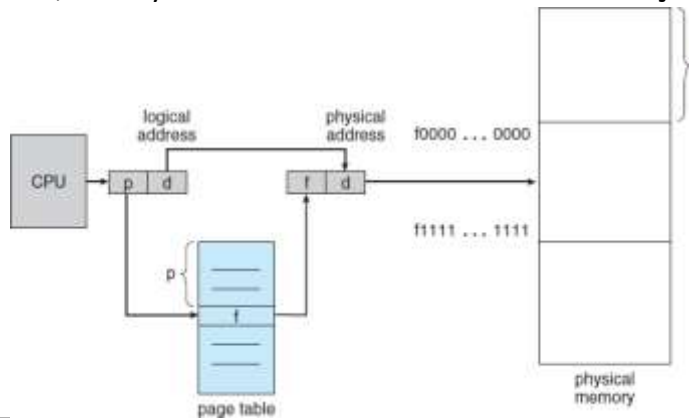 logical
address
physical
address
f0000 . . . 0000
CPU
p
d
f
d
f1111 . . . 1111
p
f
page table
physical
memory